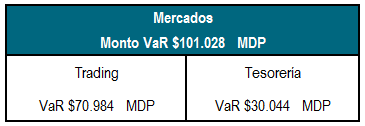 Mercados
Monto VaR $101.028 MDP
Trading
Tesorería
VaR $70.984 MDP
VaR $30.044 MDP